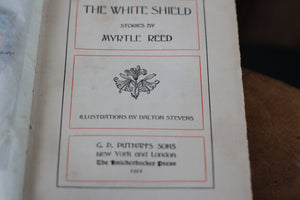 THE WHITE SHIELD
STORIES BY
MYRTLE REED
ILLUSTRATIONS BY DALTON STEVENS
G. P. PUTNAM'S SONS
New York and London
The Knickerbocker Press
1912